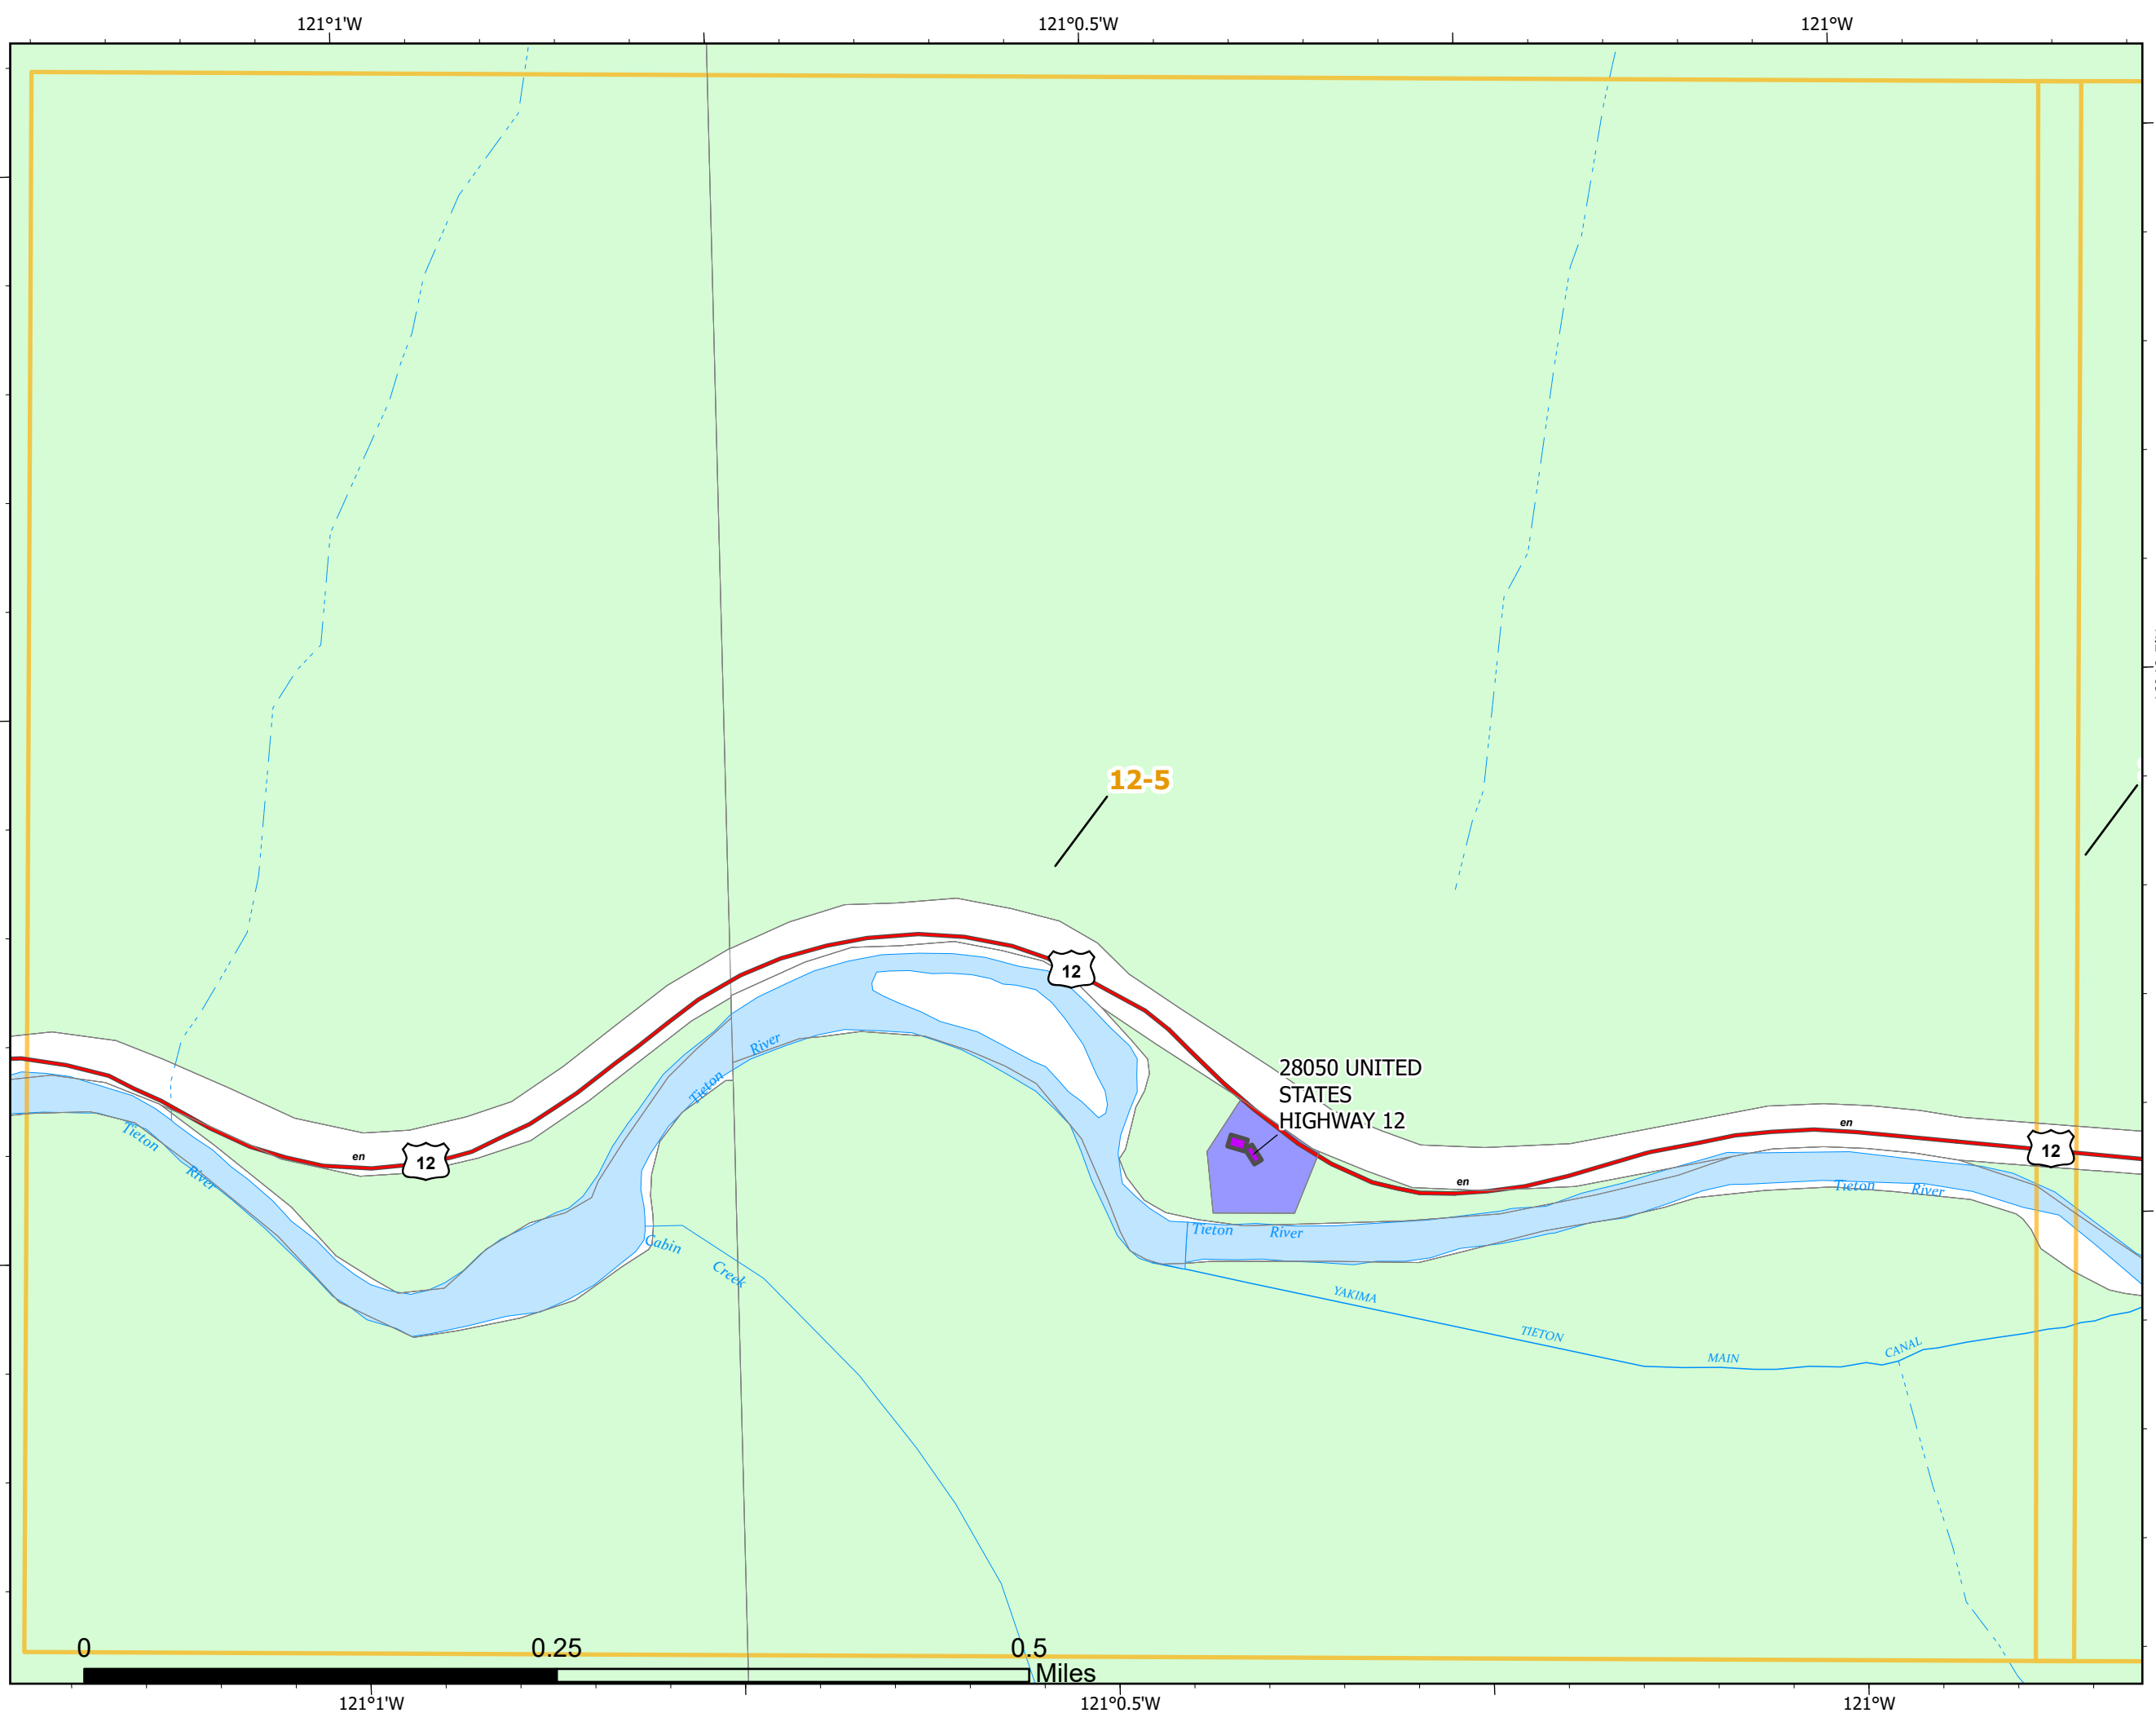 121°1'W
121°0.5'W
121°W
12-5
12
28050 UNITED
STATES
HIGHWAY 12
River
Tieton
Tieton
River
en
12
en
en
12
Tieton
River
Tieton
River
Cabin
Creek
YAKIMA
TIETON
MAIN
CANAL
0
0.25
0.5
Miles
121°1'W
121°0.5'W
121°W